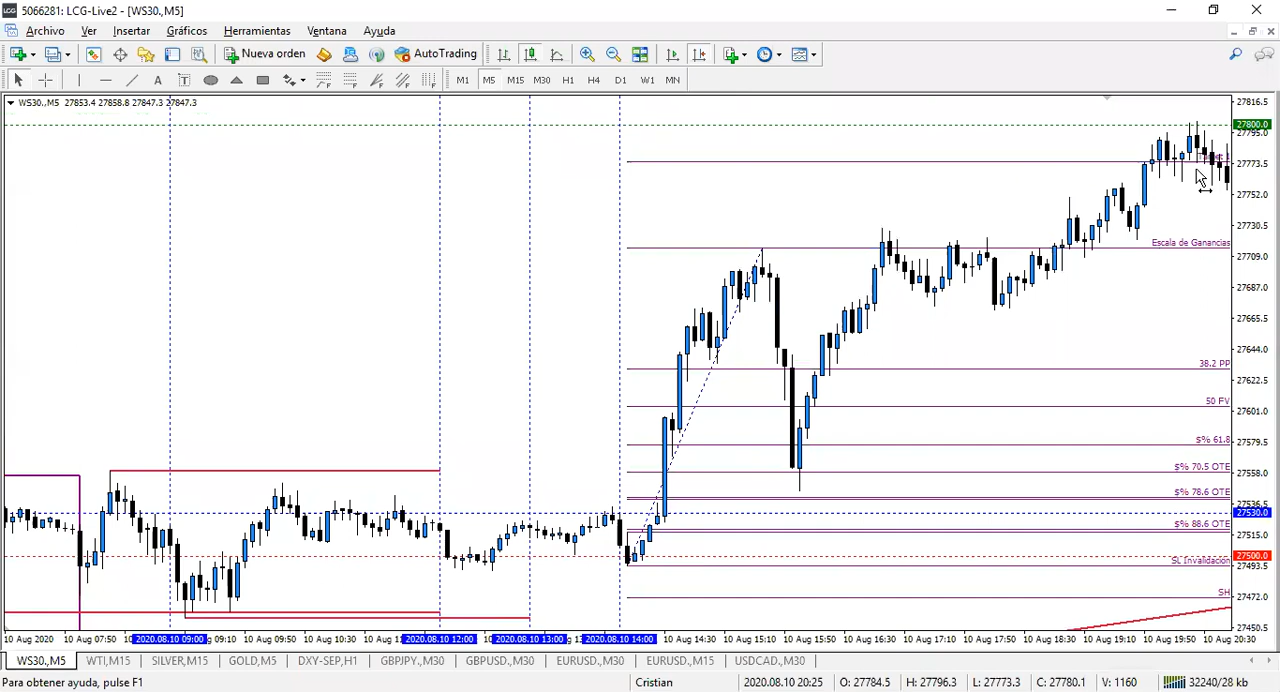 5066281: LCG-Live2 - [WS30.,M5]
Archivo Ver Insertar Gráficos Herramientas Ventana Ayuda
Nueva orden AutoTrading
M1 M5 M15 M30 H1 H4 D1 W1 MN
WS30.,M5 27853.4 27858.8 27847.3 27847.3
27816.5
27800.0
27795.0
27773.5
27752.0
27730.5
Escala de Ganancias
27709.0
27687.0
27665.5
27644.0
38.2 PP
27622.5
50 FV
27601.0
$% 61.8
27579.5
$% 70.5 OTE
27558.0
$% 78.6 OTE
27536.5
27530.0
$% 88.6 OTE
27515.0
27500.0
SL Invalidacion
27493.5
SH
27472.0
27450.5
10 Aug 2020 10 Aug 07:50 2020.08.10 09:00 09:10 10 Aug 09:50 10 Aug 10:30 2020.08.10 12:00 2020.08.10 13:00 2020.08.10 14:00 10 Aug 14:30 10 Aug 15:10 10 Aug 15:50 10 Aug 16:30 10 Aug 17:10 10 Aug 17:50 10 Aug 18:30 10 Aug 19:10 10 Aug 19:50 10 Aug 20:30
WS30.,M5 WTI,M15 SILVER,M15 GOLD,M5 DXY-SEP,H1 GBPJPY.,M30 GBPUSD.,M30 EURUSD.,M30 EURUSD.,M15 USDCAD.,M30
Para obtener ayuda, pulse F1 Cristian 2020.08.10 20:25 O: 27784.5 H: 27796.3 L: 27773.3 C: 27780.1 V: 1160 32240/28 kb